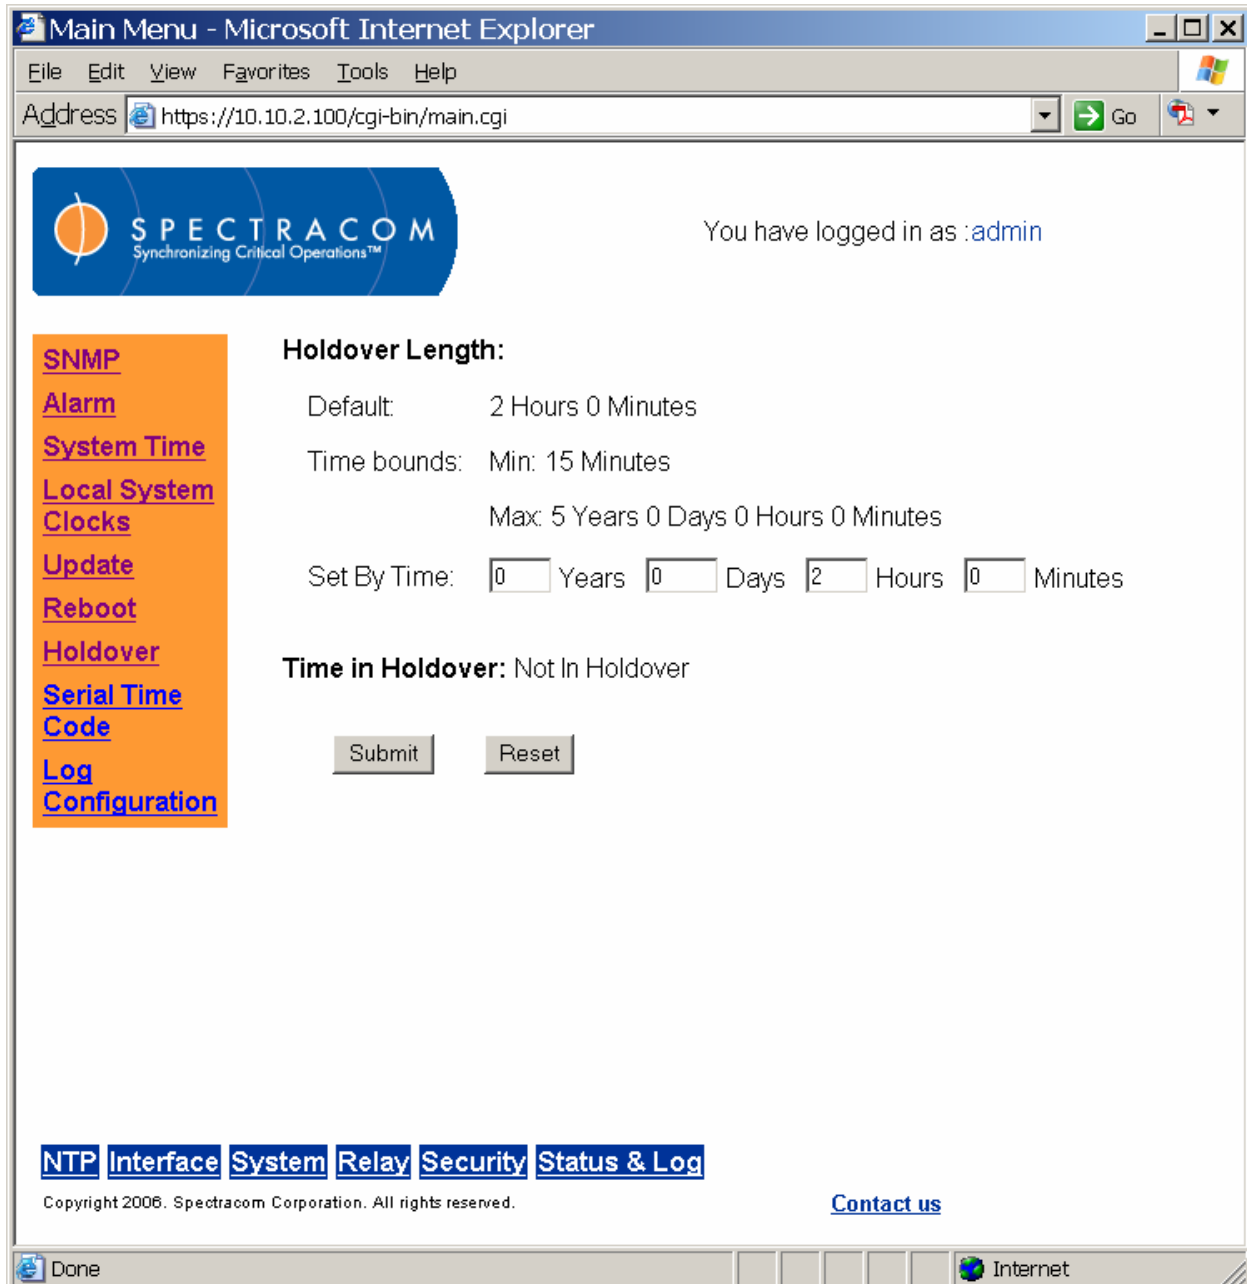 Main Menu - Microsoft Internet Explorer
File Edit View Favorites Tools Help
Address https://10.10.2.100/cgi-bin/main.cgi Go
SPECTRACOM
Synchronizing Critical Operations™
You have logged in as :admin
SNMP
Alarm
System Time
Local System
Clocks
Update
Reboot
Holdover
Serial Time
Code
Log
Configuration
Holdover Length:
Default: 2 Hours 0 Minutes
Time bounds: Min: 15 Minutes
Max: 5 Years 0 Days 0 Hours 0 Minutes
Set By Time: 0 Years 0 Days 2 Hours 0 Minutes
Time in Holdover: Not In Holdover
Submit Reset
NTP Interface System Relay Security Status & Log
Copyright 2006. Spectracom Corporation. All rights reserved.
Contact us
Done Internet